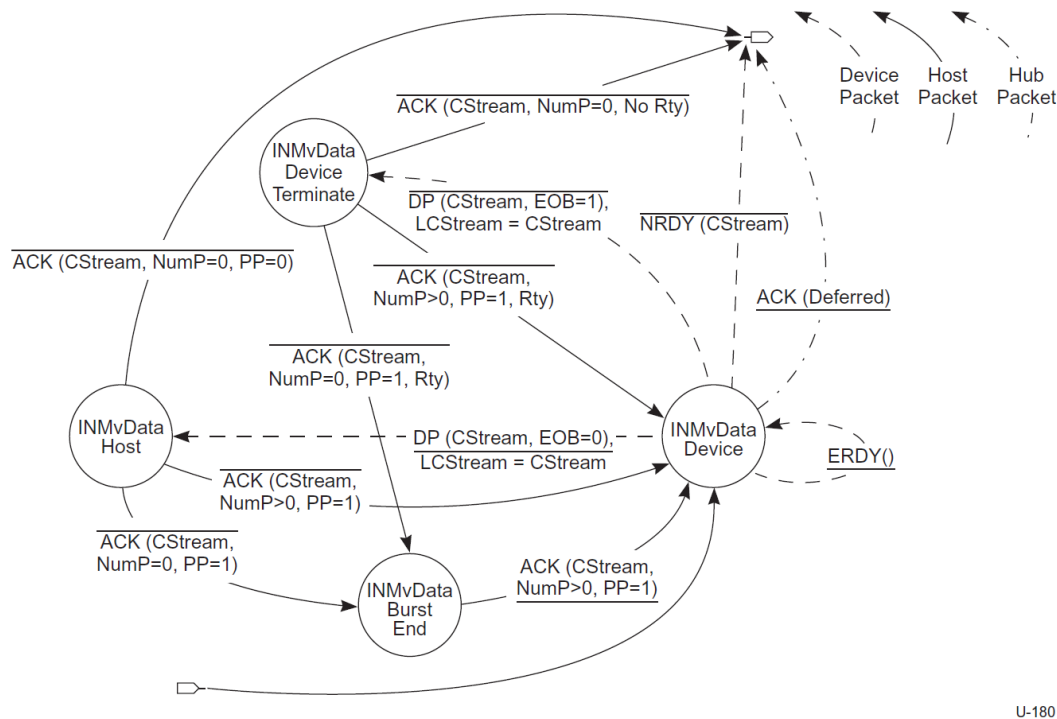 Device
Packet
Host
Packet
Hub
Packet
ACK (CStream, NumP=0, No Rty)
INMvData
Device
Terminate
DP (CStream, EOB=1),
LCStream = CStream
NRDY (CStream)
ACK (CStream, NumP=0, PP=0)
ACK (CStream,
NumP>0, PP=1, Rty)
ACK (Deferred)
ACK (CStream,
NumP=0, PP=1, Rty)
INMvData
Host
DP (CStream, EOB=0),
LCStream = CStream
INMvData
Device
ERDY()
ACK (CStream,
NumP>0, PP=1)
ACK (CStream,
NumP=0, PP=1)
INMvData
Burst
End
ACK (CStream,
NumP>0, PP=1)
U-180